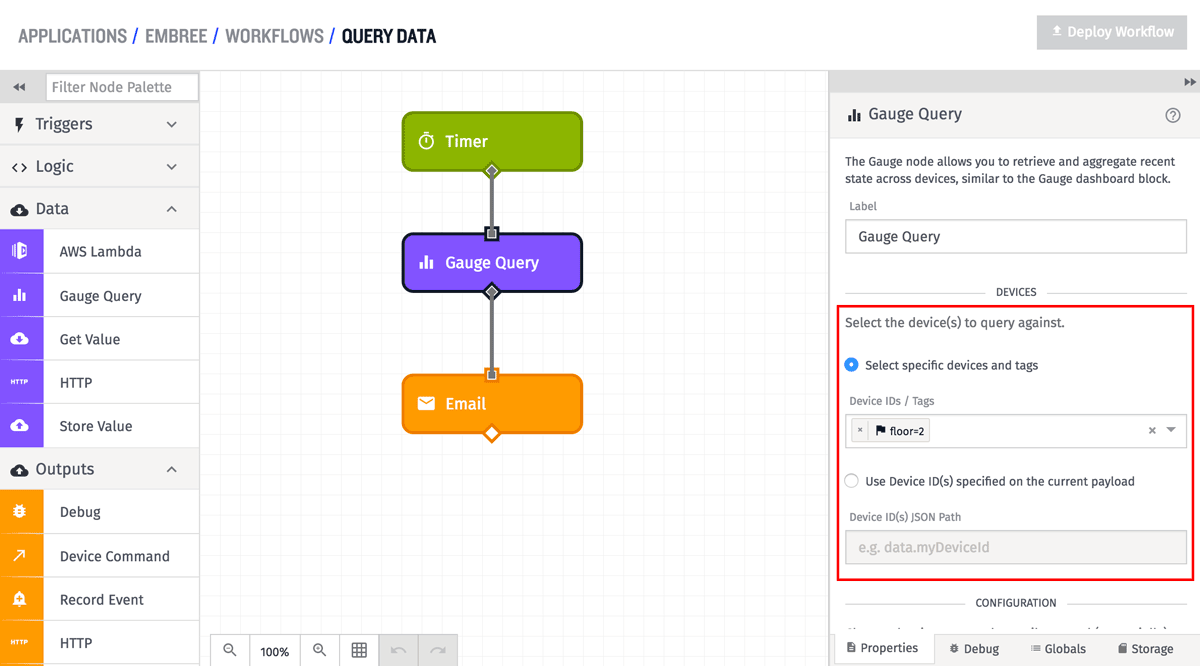 APPLICATIONS / EMBREE / WORKFLOWS / QUERY DATA
Deploy Workflow
Filter Node Palette
Triggers
Logic
Data
AWS Lambda
Gauge Query
Get Value
HTTP
HTTP
Store Value
Outputs
Debug
Device Command
Record Event
HTTP
HTTP
Timer
Gauge Query
Email
100%
Gauge Query
The Gauge node allows you to retrieve and aggregate recent
state across devices, similar to the Gauge dashboard block.
Label
Gauge Query
DEVICES
Select the device(s) to query against.
Select specific devices and tags
Device IDs / Tags
× floor=2
Use Device ID(s) specified on the current payload
Device ID(s) JSON Path
e.g. data.myDeviceId
CONFIGURATION
Properties Debug Globals Storage